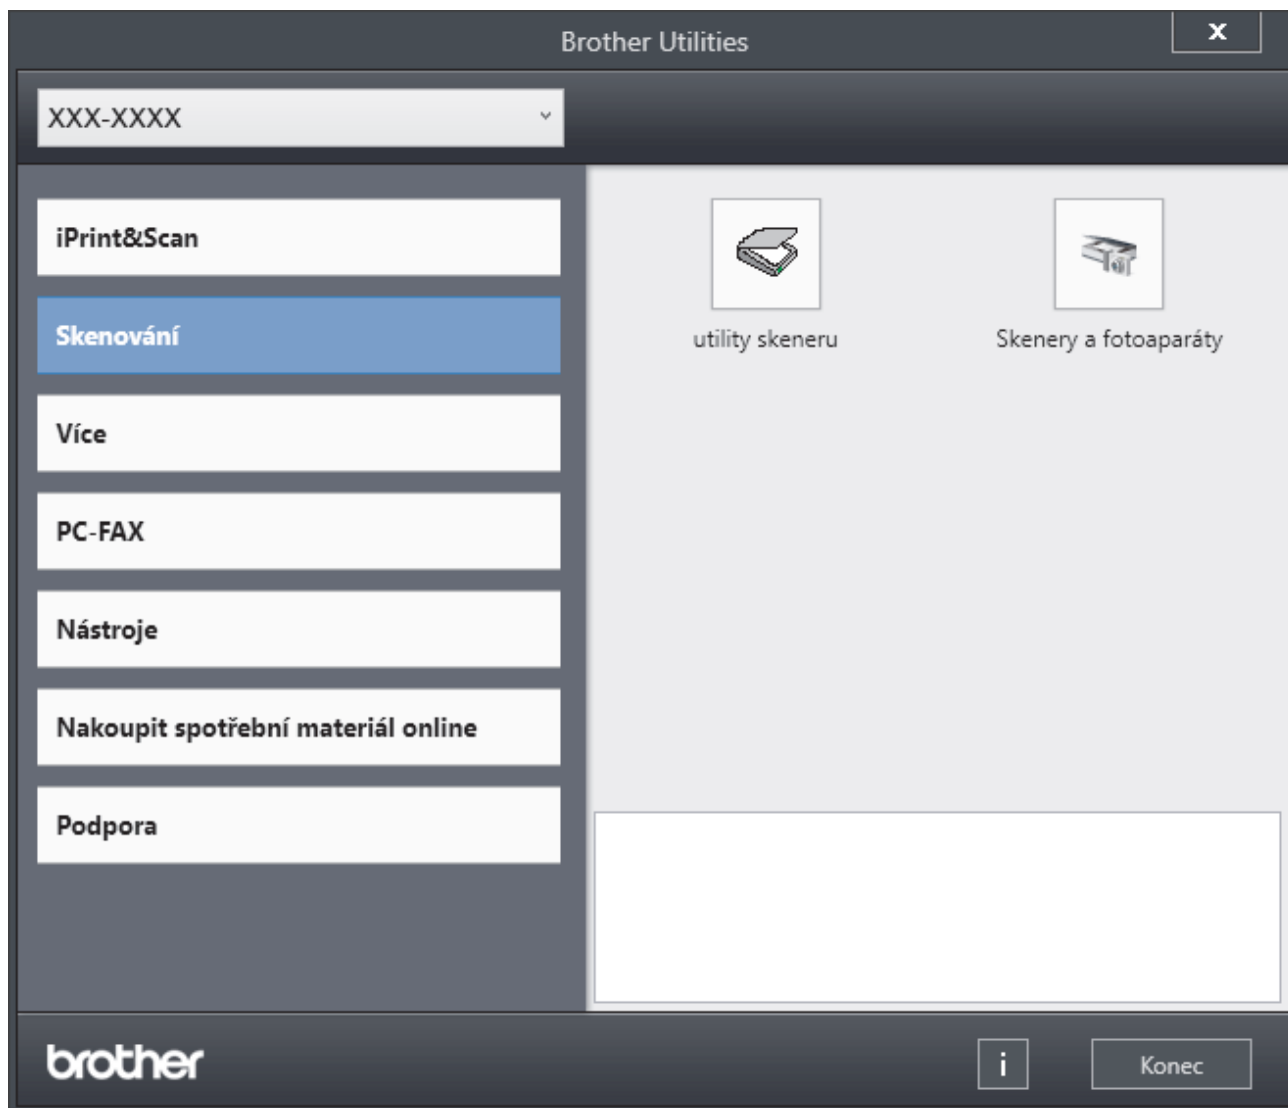 Brother Utilities
X
XXX-XXXX
iPrint&Scan
Skenování
Více
PC-FAX
Nástroje
Nakoupit spotřební materiál online
Podpora
utility skeneru
Skenery a fotoaparáty
brother
i
Konec